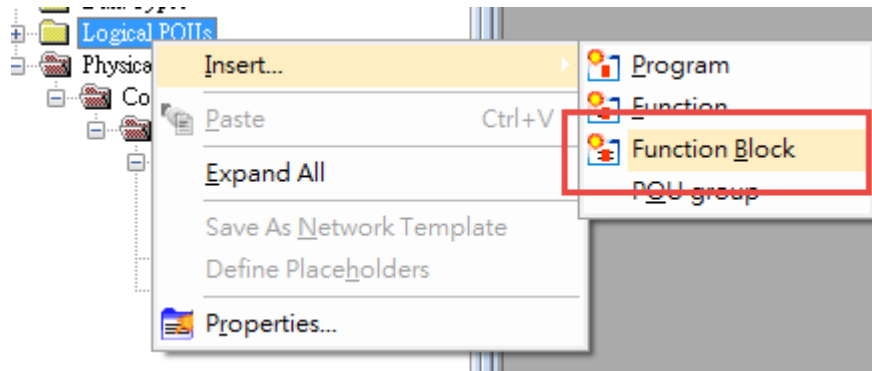 Logical POUs
Physica
Insert...
Program
Co
Paste Ctrl+V
Function
Function Block
Expand All
POU group
Save As Network Template
Define Placeholders
Properties...